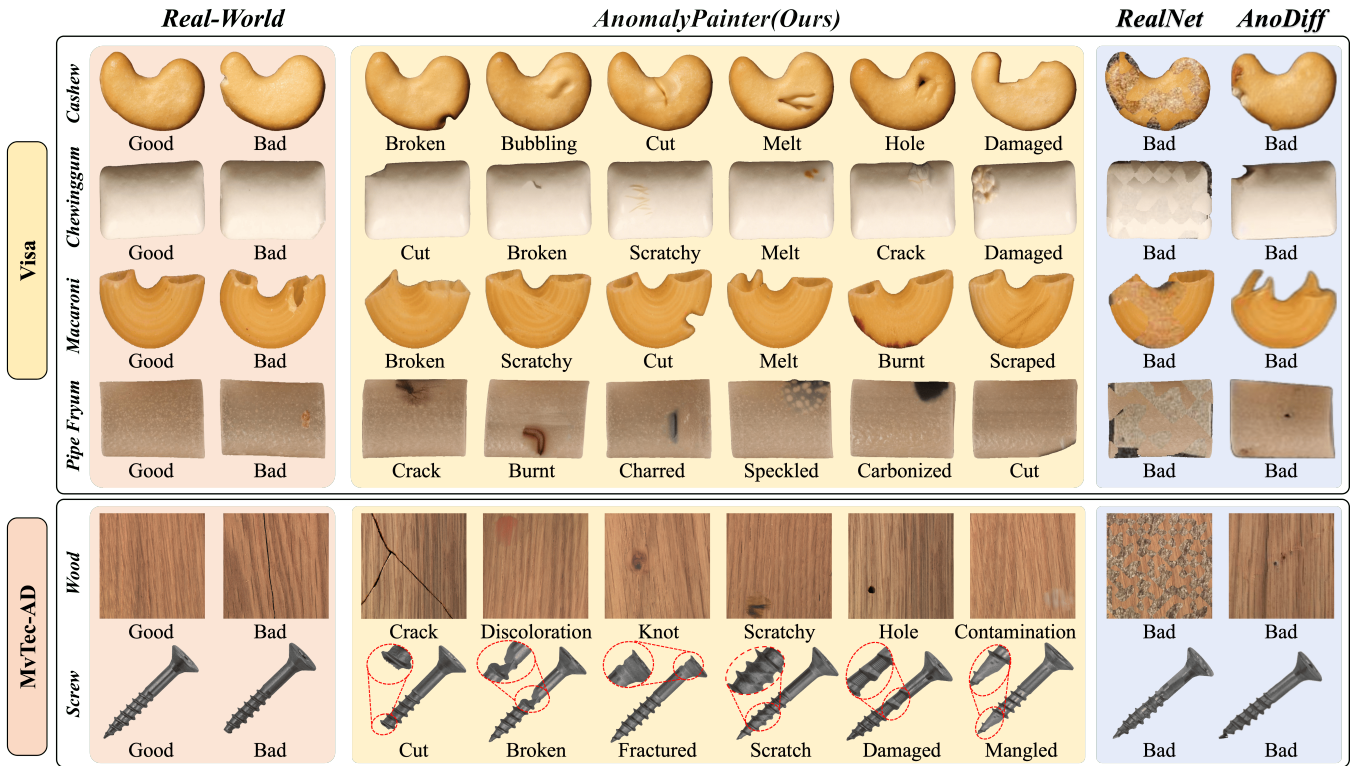 Real-World AnomalyPainter(Ours) RealNet AnoDiff
Visa
Cashew
Good Bad Broken Bubbling Cut Melt Hole Damaged Bad Bad
Chewinggum
Good Bad Cut Broken Scratchy Melt Crack Damaged Bad Bad
Macaroni
Good Bad Broken Scratchy Cut Melt Burnt Scraped Bad Bad
Pipe Fryum
Good Bad Crack Burnt Charred Speckled Carbonized Cut Bad Bad
MvTec-AD
Wood
Good Bad Crack Discoloration Knot Scratchy Hole Contamination Bad Bad
Screw
Good Bad Cut Broken Fractured Scratch Damaged Mangled Bad Bad